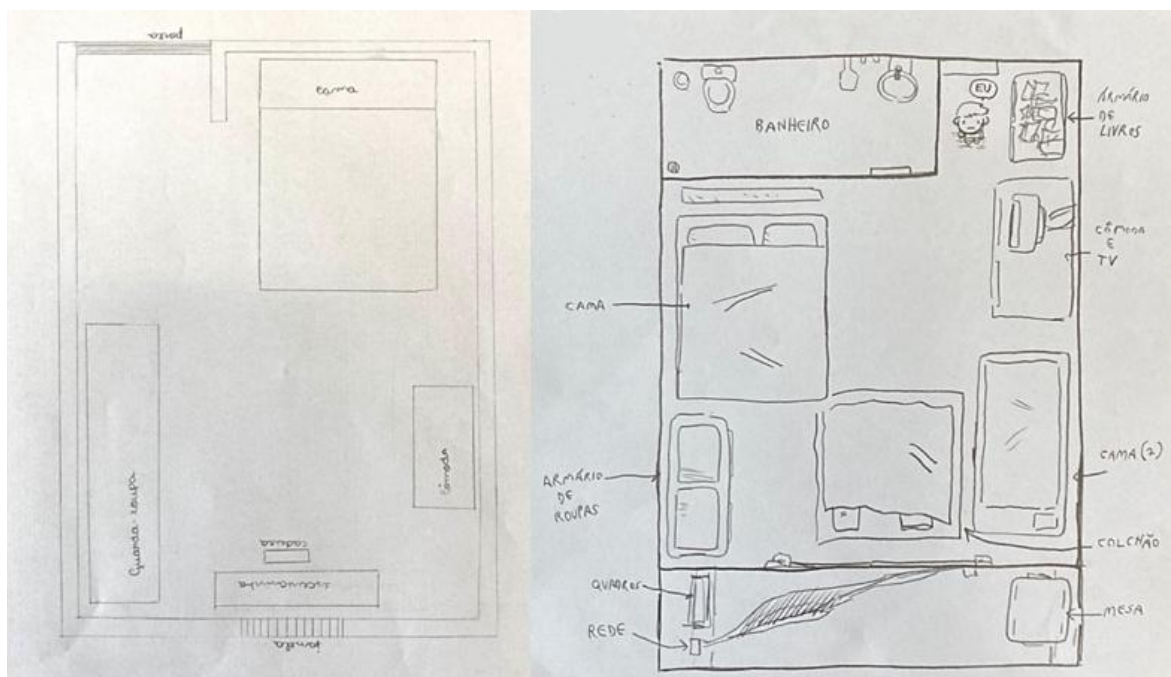 porta
cama
Guarda-roupa
cômoda
cadeira
escrivaninha
janela
EU
BANHEIRO
ARMÁRIO
DE
LIVROS
CÔMODA
E
TV
CAMA
CAMA (2)
ARMÁRIO
DE
ROUPAS
COLCHÃO
QUADROS
REDE
MESA